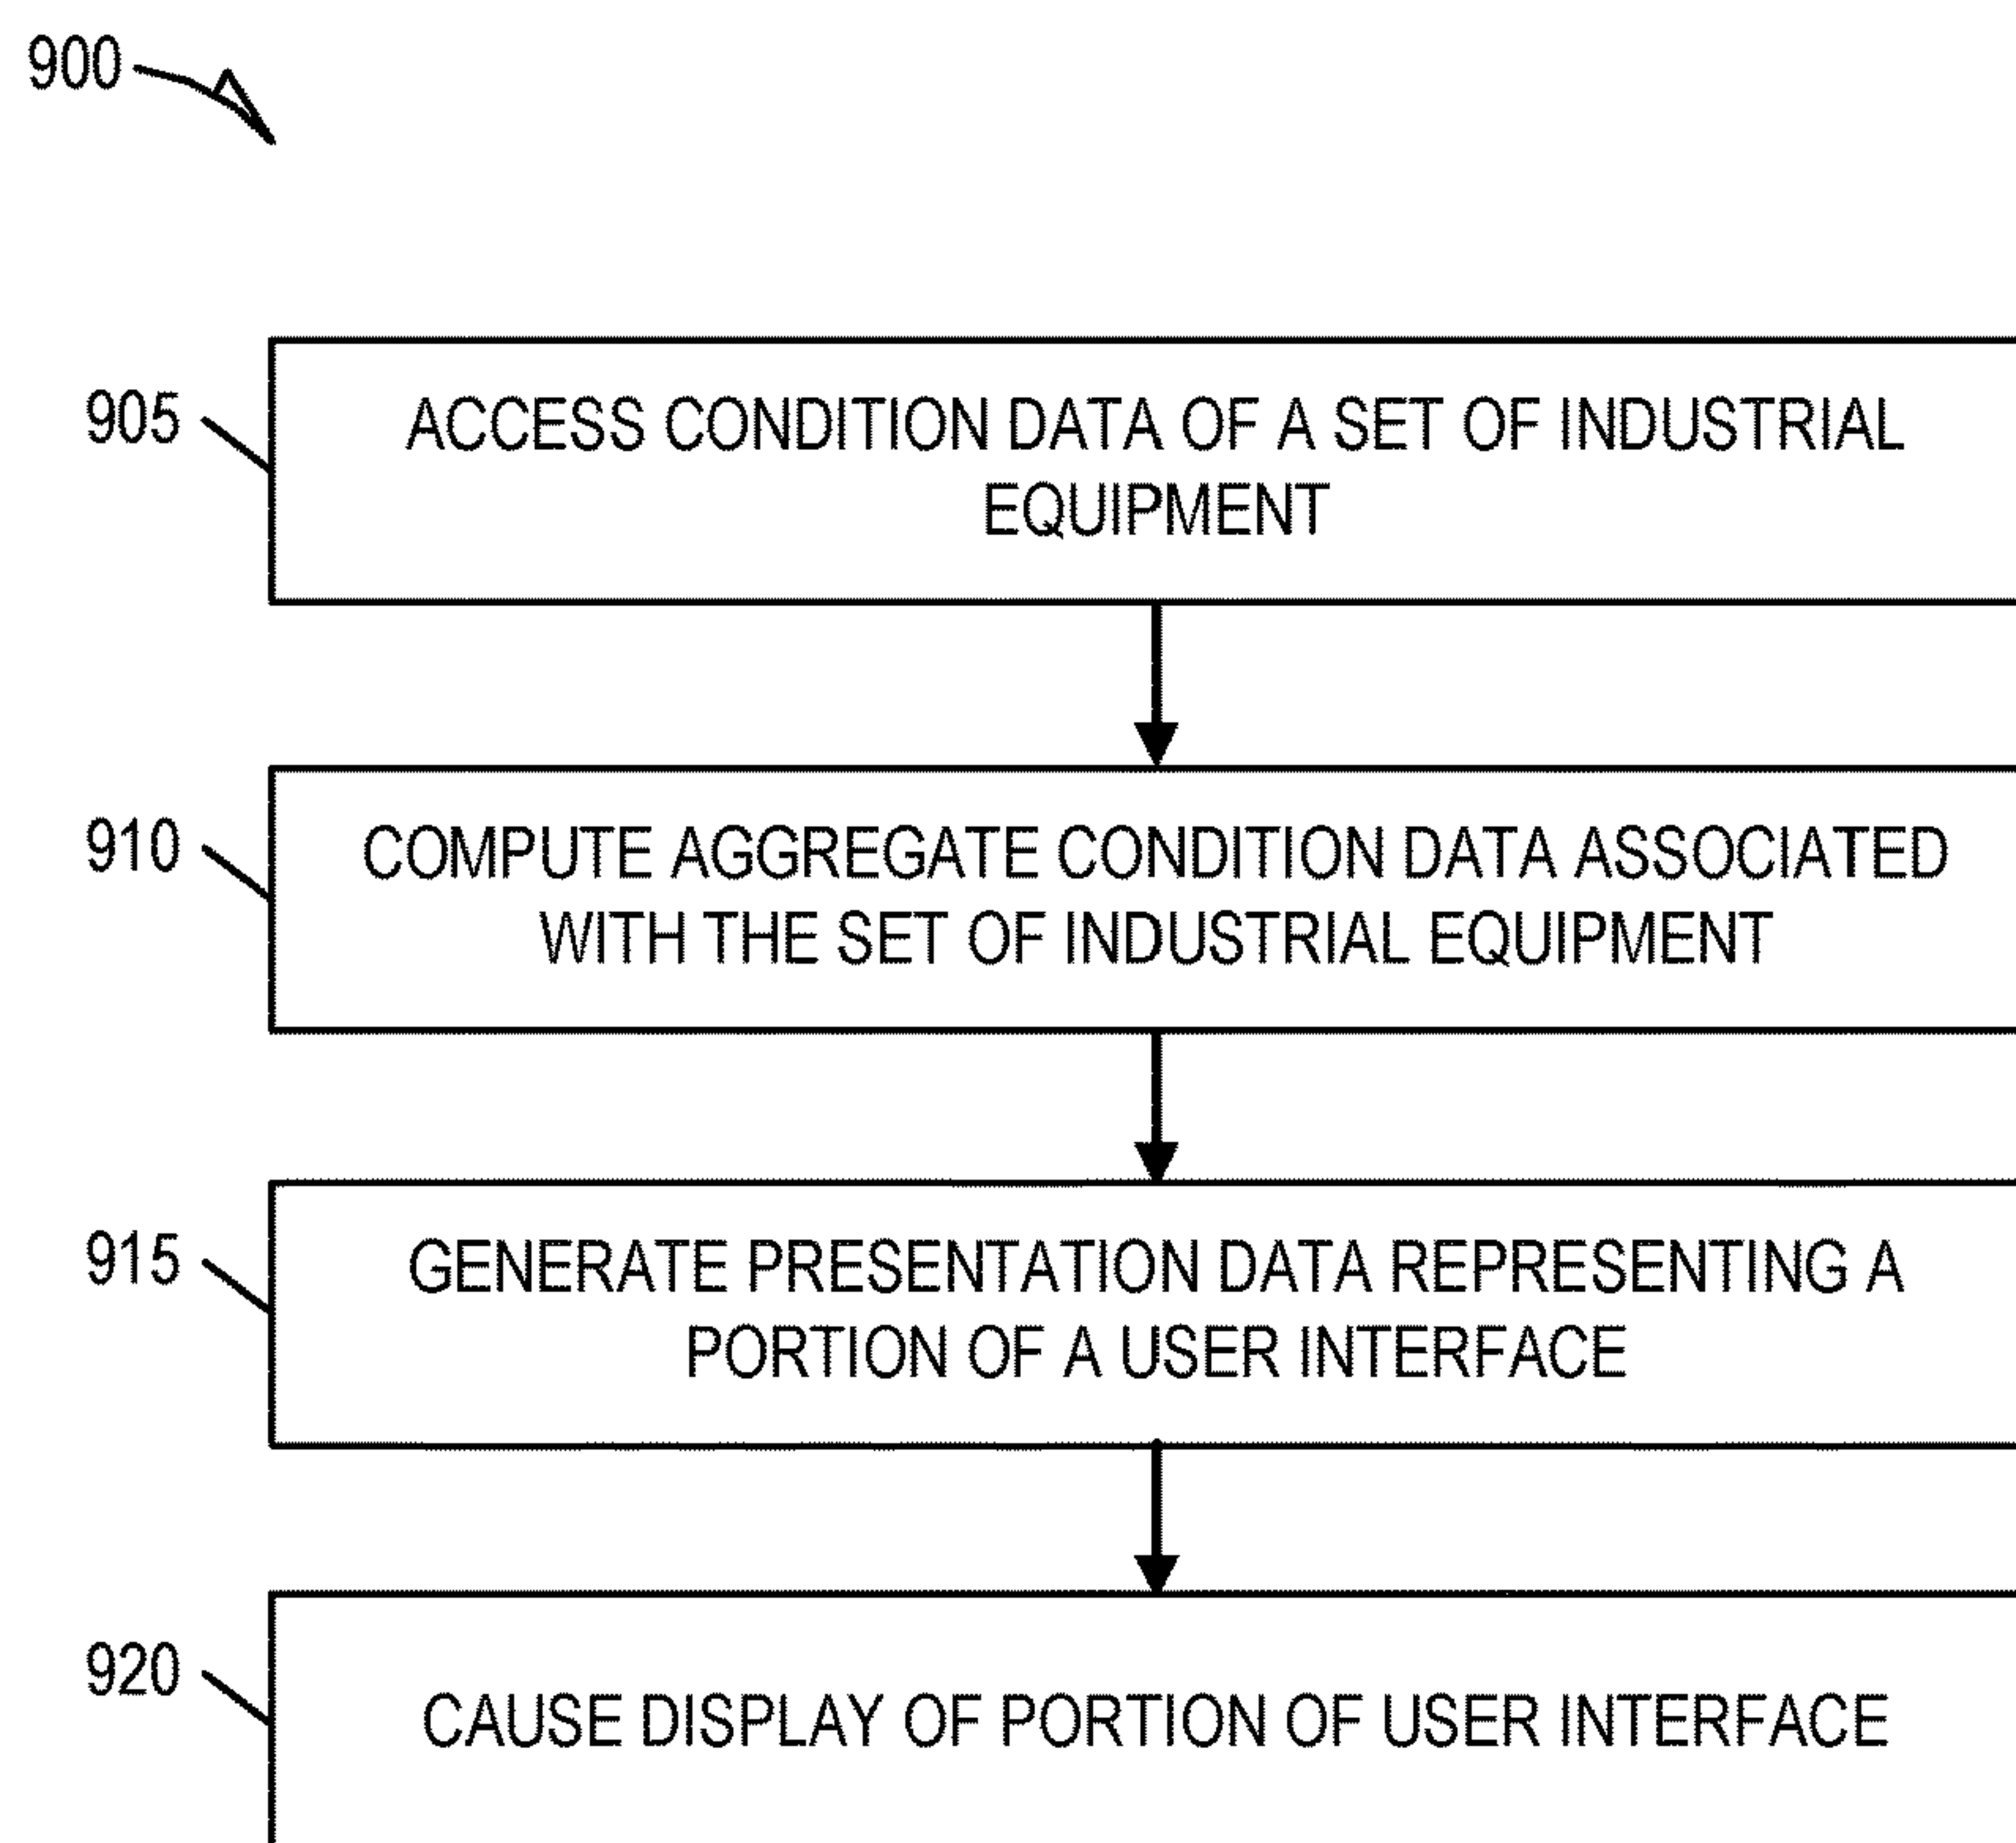 900
905
ACCESS CONDITION DATA OF A SET OF INDUSTRIAL
EQUIPMENT
910
COMPUTE AGGREGATE CONDITION DATA ASSOCIATED
WITH THE SET OF INDUSTRIAL EQUIPMENT
915
GENERATE PRESENTATION DATA REPRESENTING A
PORTION OF A USER INTERFACE
920
CAUSE DISPLAY OF PORTION OF USER INTERFACE